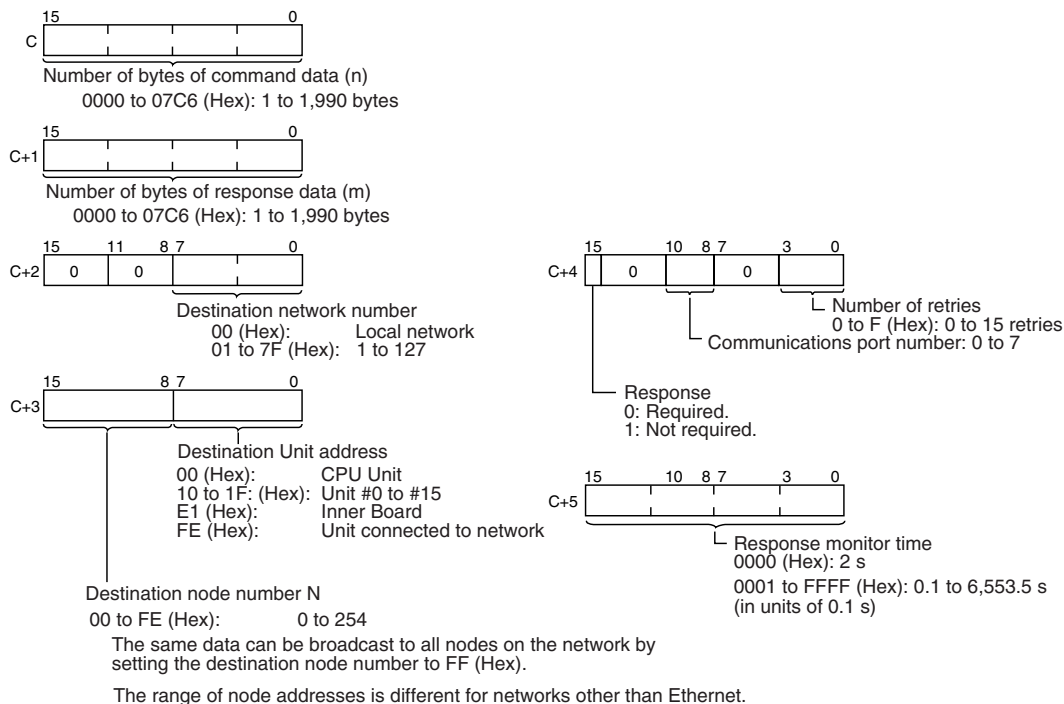 15 0
C
Number of bytes of command data (n)
0000 to 07C6 (Hex): 1 to 1,990 bytes
15 0
C+1
Number of bytes of response data (m)
0000 to 07C6 (Hex): 1 to 1,990 bytes
15 11 8 7 0
C+2 0 0
Destination network number
00 (Hex): Local network
01 to 7F (Hex): 1 to 127
15 8 7 0
C+3
Destination Unit address
00 (Hex): CPU Unit
10 to 1F: (Hex): Unit #0 to #15
E1 (Hex): Inner Board
FE (Hex): Unit connected to network
Destination node number N
00 to FE (Hex): 0 to 254
The same data can be broadcast to all nodes on the network by
setting the destination node number to FF (Hex).
The range of node addresses is different for networks other than Ethernet.
15 10 8 7 3 0
C+4 0 0
Number of retries
0 to F (Hex): 0 to 15 retries
Communications port number: 0 to 7
Response
0: Required.
1: Not required.
15 10 8 7 3 0
C+5
Response monitor time
0000 (Hex): 2 s
0001 to FFFF (Hex): 0.1 to 6,553.5 s
(in units of 0.1 s)